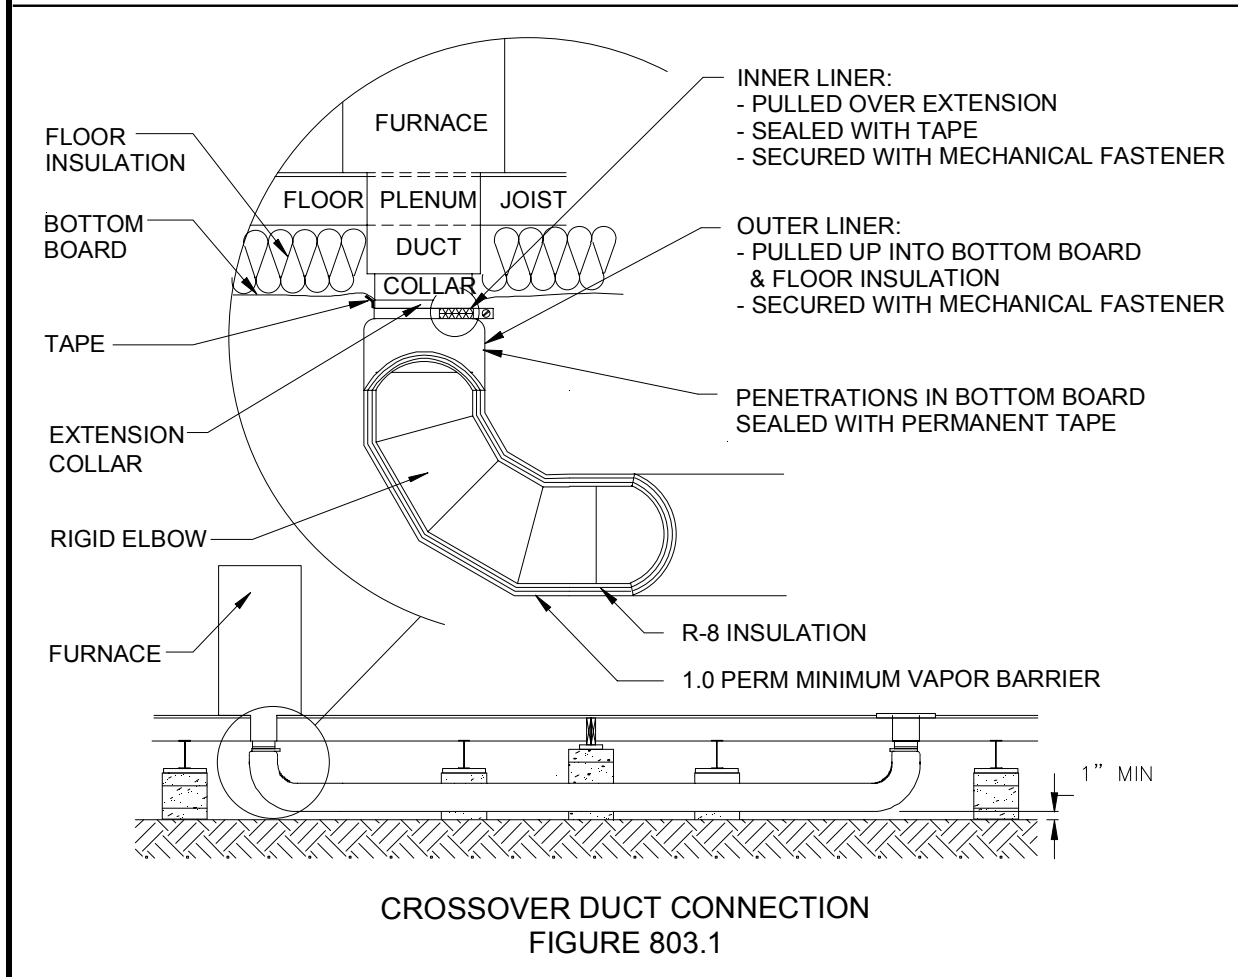 INNER LINER:
- PULLED OVER EXTENSION
- SEALED WITH TAPE
- SECURED WITH MECHANICAL FASTENER
FURNACE
FLOOR
INSULATION
FLOOR PLENUM JOIST
BOTTOM
BOARD
DUCT
OUTER LINER:
- PULLED UP INTO BOTTOM BOARD
& FLOOR INSULATION
- SECURED WITH MECHANICAL FASTENER
COLLAR
TAPE
PENETRATIONS IN BOTTOM BOARD
SEALED WITH PERMANENT TAPE
EXTENSION
COLLAR
RIGID ELBOW
R-8 INSULATION
FURNACE
1.0 PERM MINIMUM VAPOR BARRIER
1” MIN
CROSSOVER DUCT CONNECTION
FIGURE 803.1